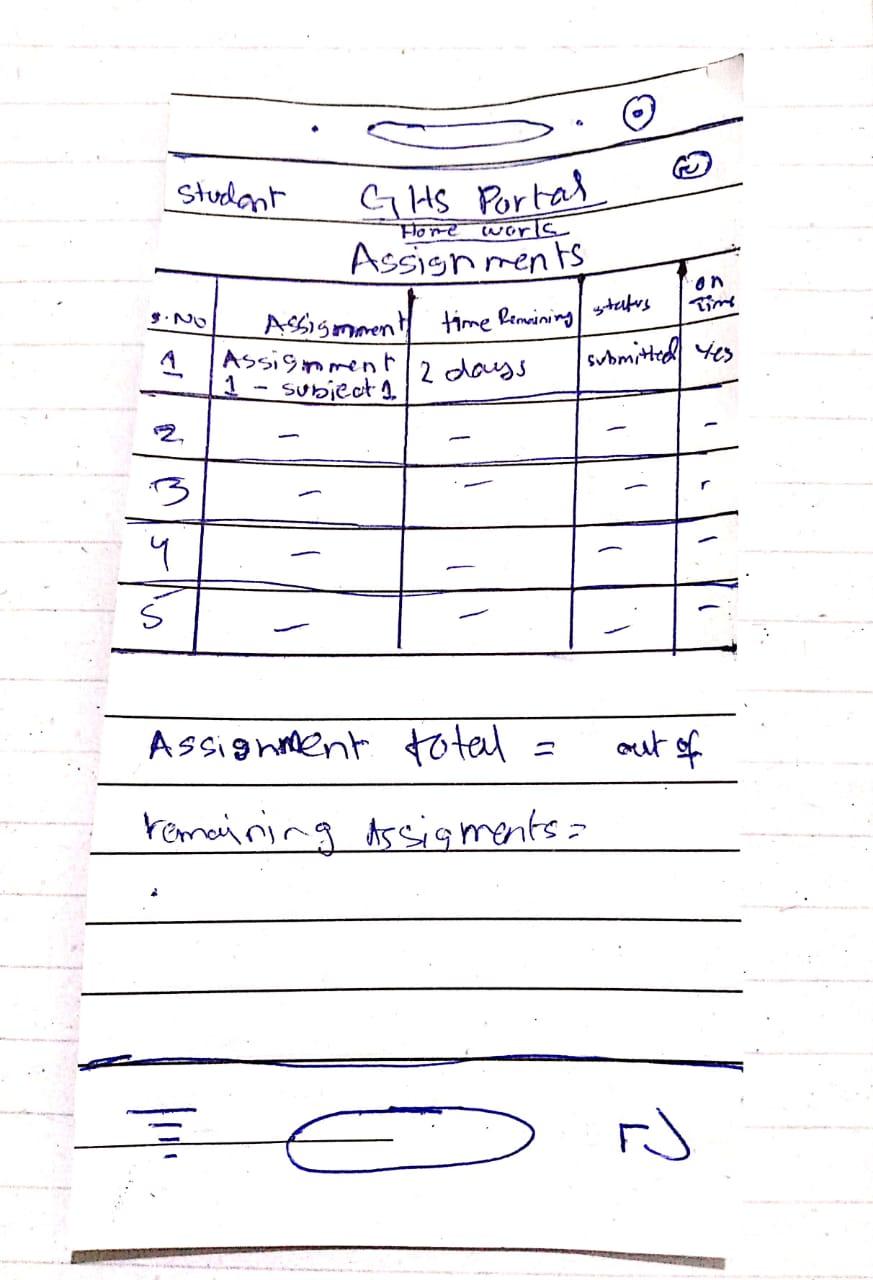 Student GHS Portal
Home work
Assignments
S.No Assignment time Remaining status on Time
1 Assignment 1 - subject 1 2 days submitted Yes
2. - - - -
3 - - - -
4 - - - -
5 - - - -
Assignment total = out of
remaining Assigments =